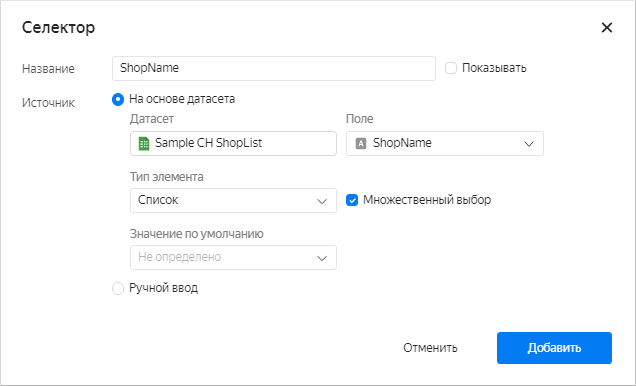 Селектор
Название ShopName Показывать
Источник На основе датасета
Датасет Поле
Sample CH ShopList A ShopName
Тип элемента
Список Множественный выбор
Значение по умолчанию
Не определено
Ручной ввод
Отменить Добавить